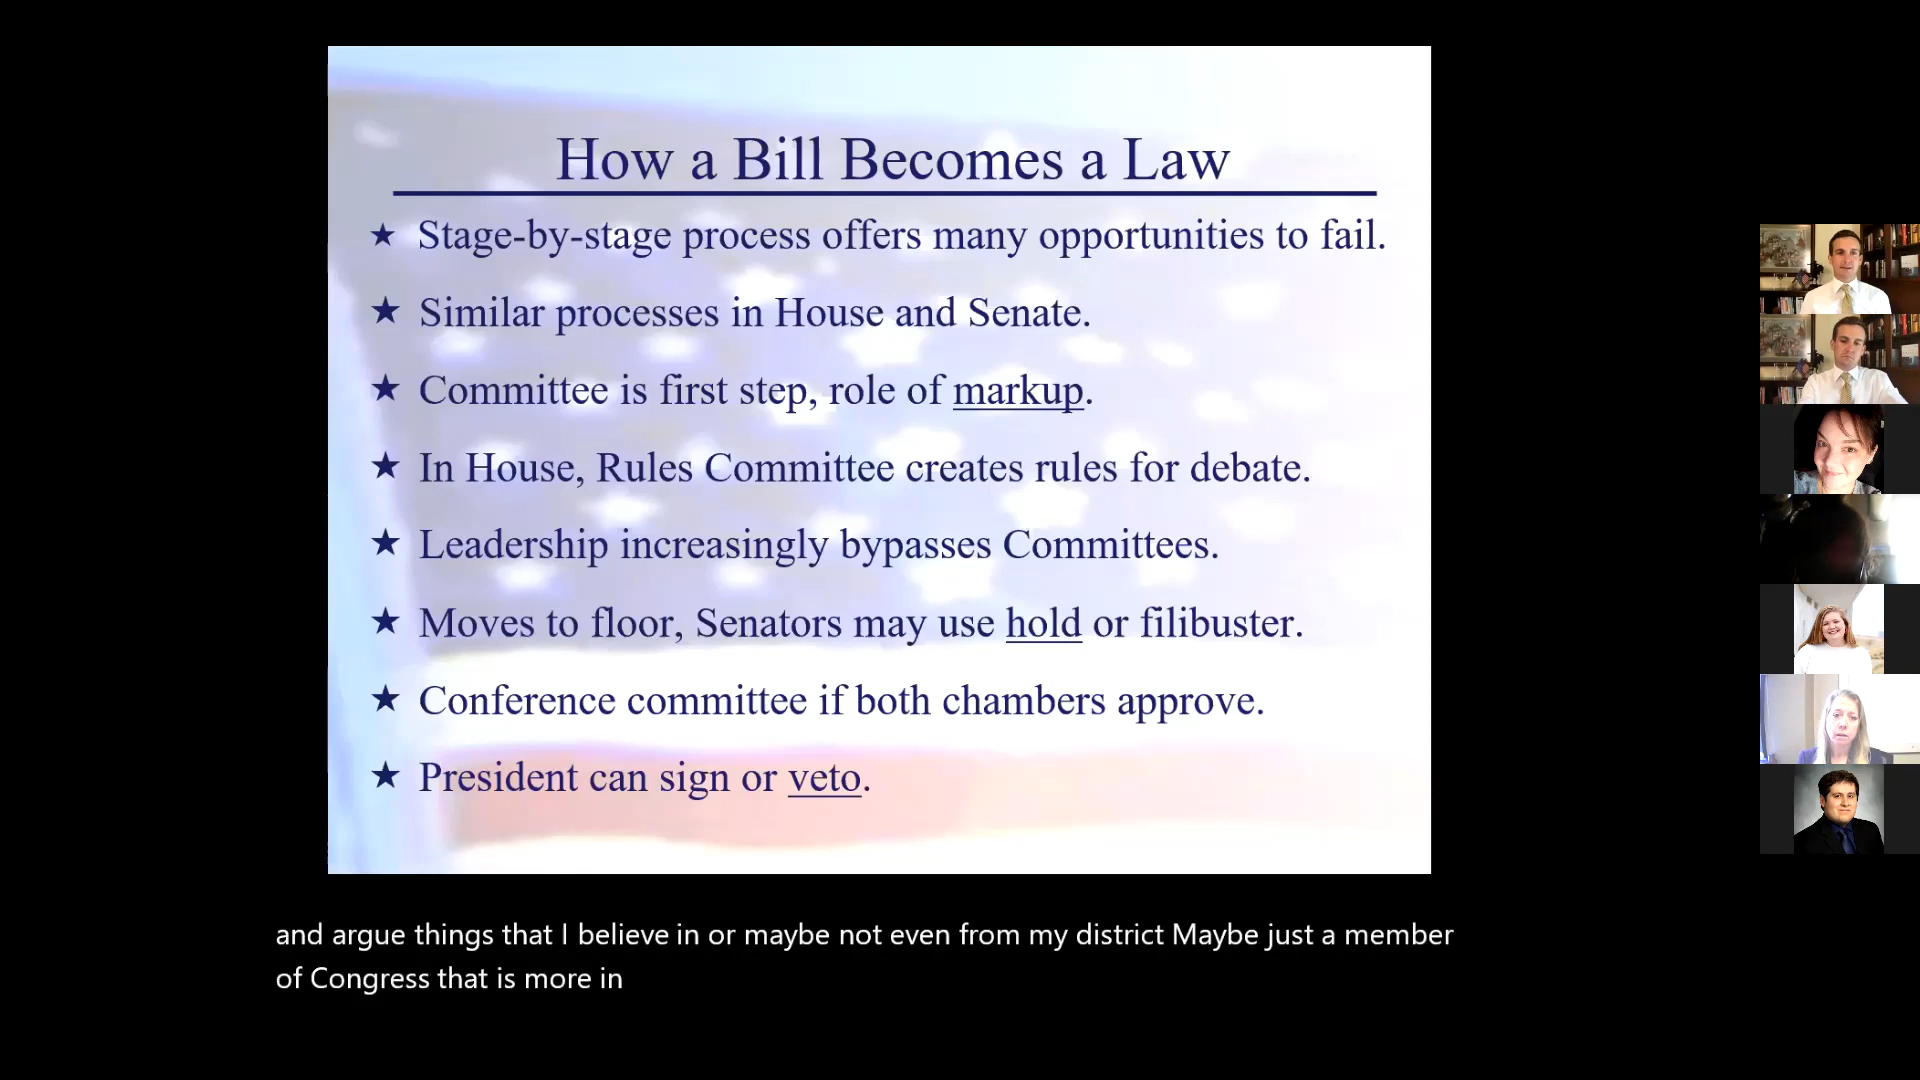 How a Bill Becomes a Law
★ Stage-by-stage process offers many opportunities to fail.
★ Similar processes in House and Senate.
★ Committee is first step, role of markup.
★ In House, Rules Committee creates rules for debate.
★ Leadership increasingly bypasses Committees.
★ Moves to floor, Senators may use hold or filibuster.
★ Conference committee if both chambers approve.
★ President can sign or veto.
and argue things that I believe in or maybe not even from my district Maybe just a member
of Congress that is more in